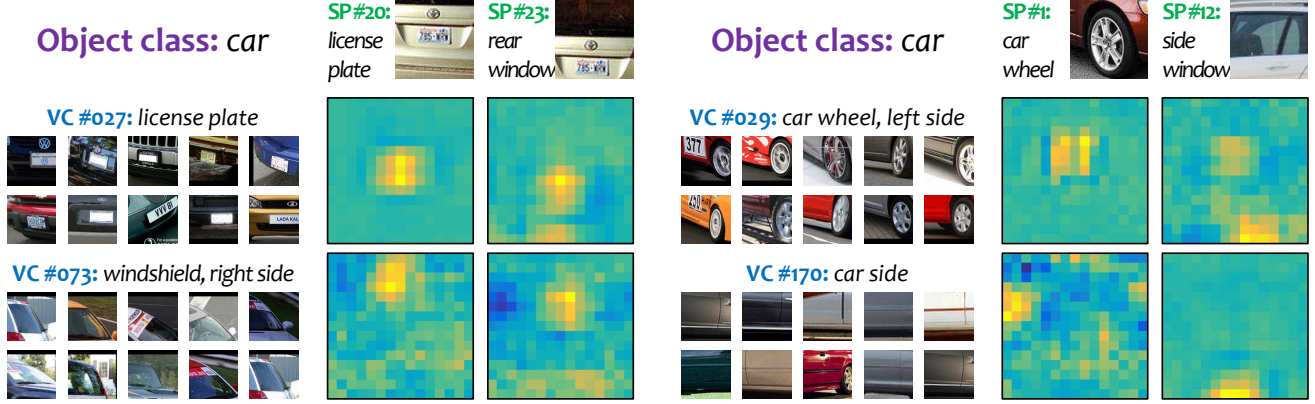 Object class: car
SP#20:
license
plate
SP#23:
rear
window
VC #027: license plate
VC #073: windshield, right side
Object class: car
SP#1:
car
wheel
SP#12:
side
window
VC #029: car wheel, left side
377
VC #170: car side